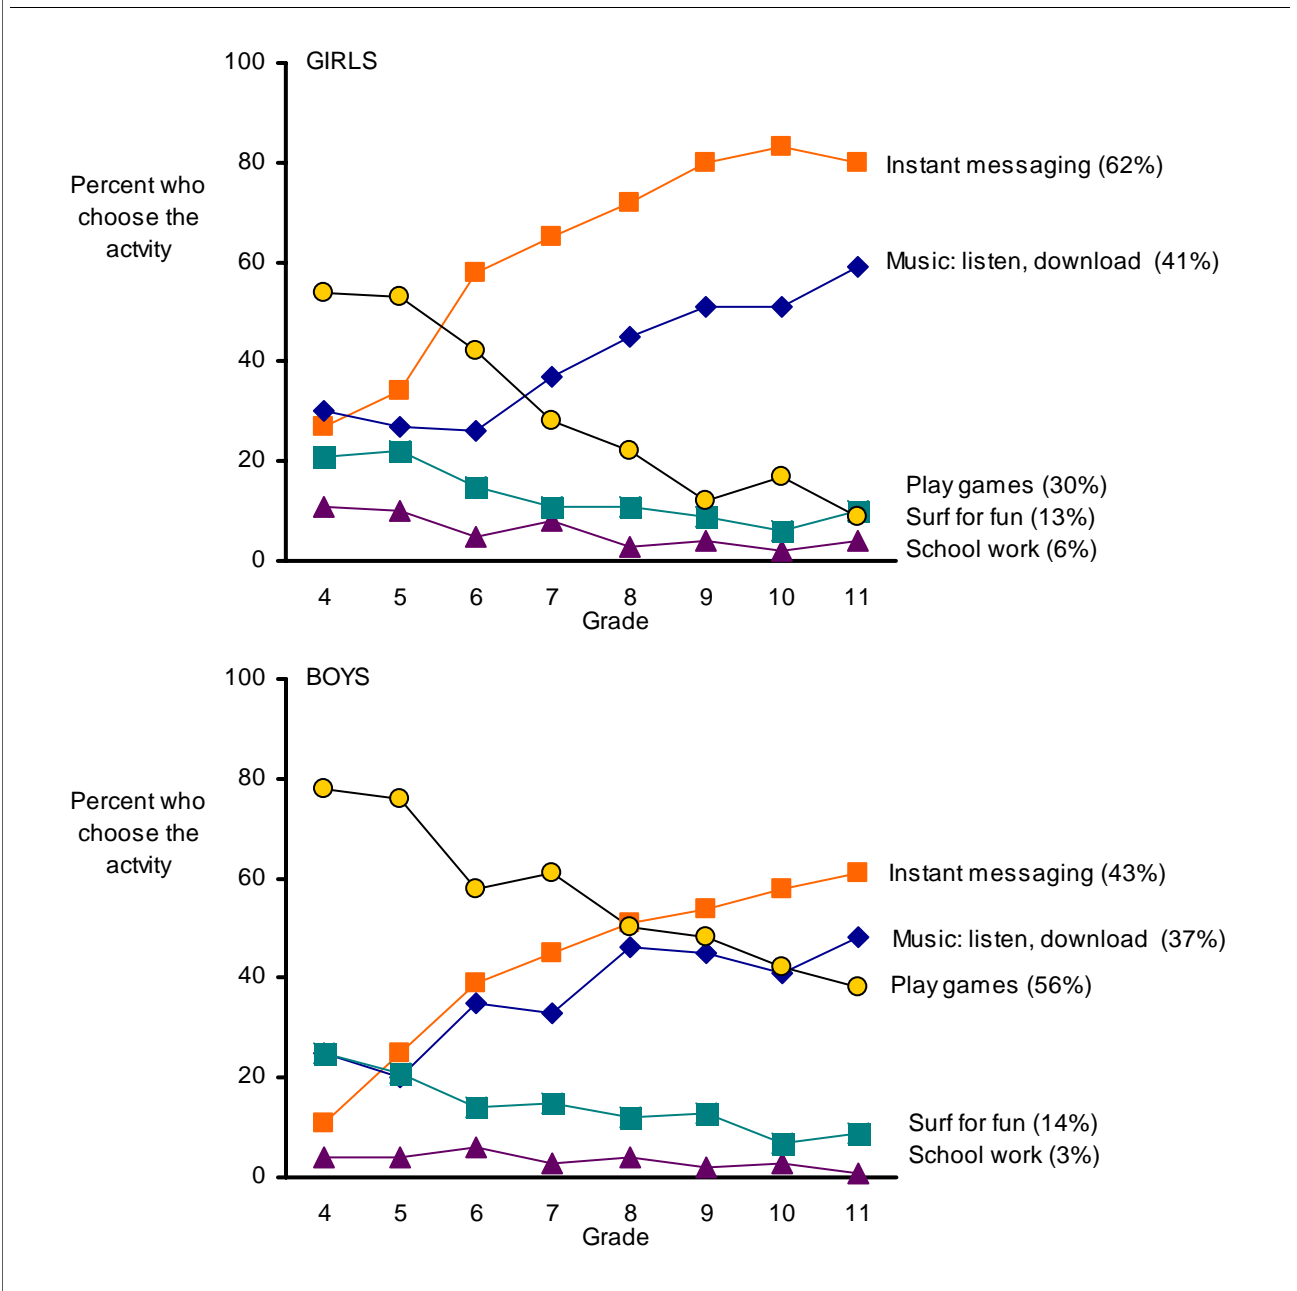 100 GIRLS
80
Instant messaging (62%)
Percent who
choose the
actvity
60
Music: listen, download (41%)
40
20
Play games (30%)
Surf for fun (13%)
School work (6%)
0
4 5 6 7 8 9 10 11
Grade
100 BOYS
80
Percent who
choose the
actvity
60
Instant messaging (43%)
Music: listen, download (37%)
40
Play games (56%)
20
Surf for fun (14%)
School work (3%)
0
4 5 6 7 8 9 10 11
Grade